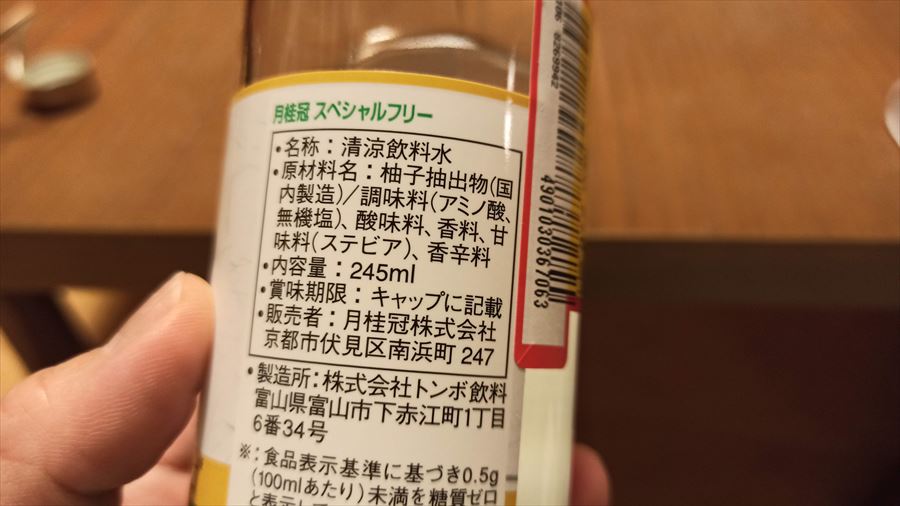 月桂冠 スペシャルフリー
•名称：清涼飲料水
•原材料名：柚子抽出物(国
内製造)／調味料(アミノ酸、
無機塩)、酸味料、香料、甘
味料(ステビア)、香辛料
•内容量：245ml
•賞味期限：キャップに記載
•販売者：月桂冠株式会社
京都市伏見区南浜町 247
•製造所：株式会社トンボ飲料
富山県富山市下赤江町1丁目
6番34号
※：食品表示基準に基づき0.5g
(100mlあたり)未満を糖質ゼロ
と表示して
4901030367063